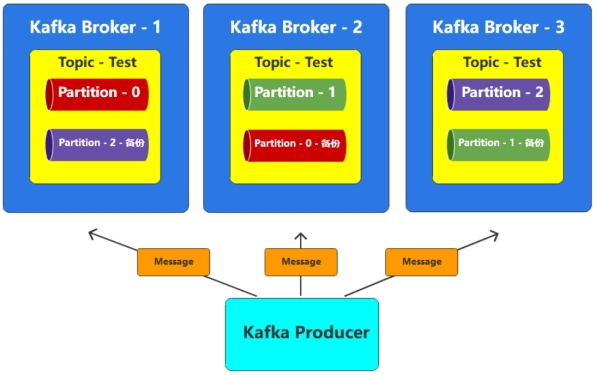 Kafka Broker - 1
Topic - Test
Partition - 0
Partition - 2 - 备份
Kafka Broker - 2
Topic - Test
Partition - 1
Partition - 0 - 备份
Kafka Broker - 3
Topic - Test
Partition - 2
Partition - 1 - 备份
Message
Message
Message
Kafka Producer